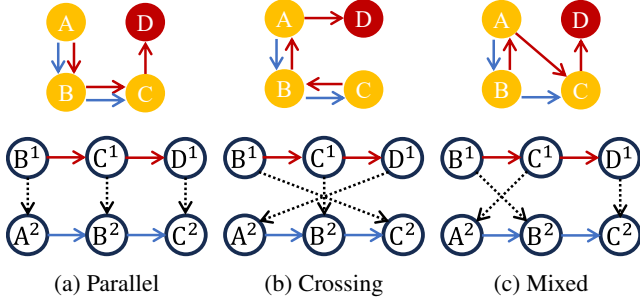 A D A D A D
B C B C B C
B¹ C¹ D¹ B¹ C¹ D¹ B¹ C¹ D¹
A² B² C² A² B² C² A² B² C²
(a) Parallel (b) Crossing (c) Mixed